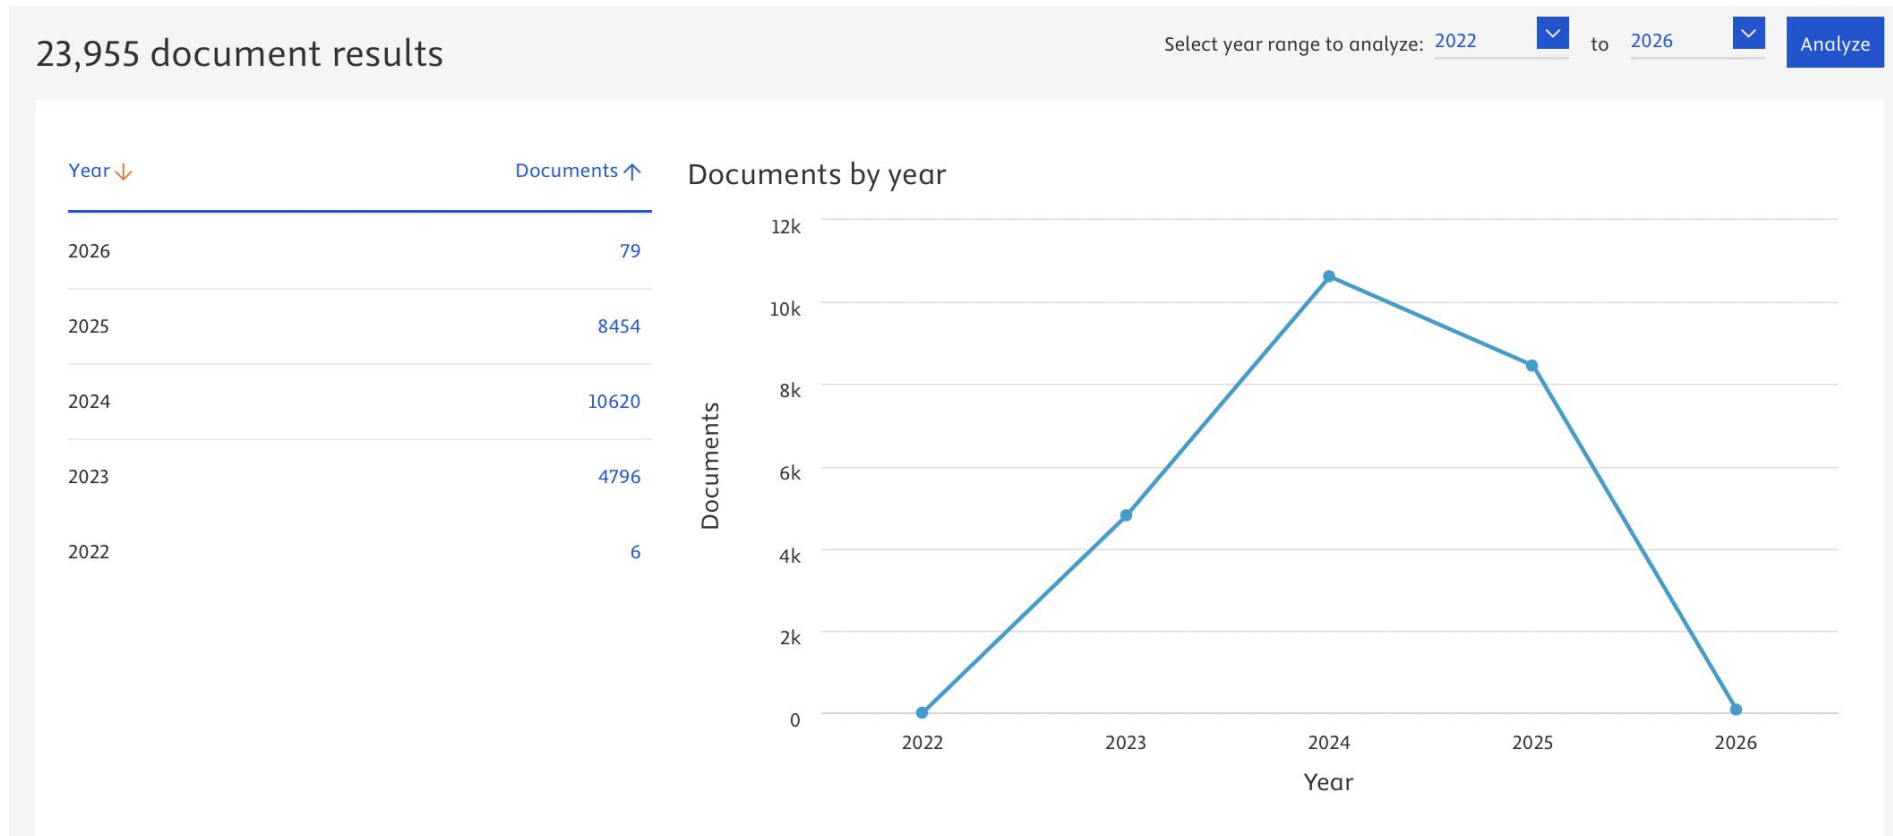 23,955 document results
Select year range to analyze: 2022 to 2026 Analyze
Year Documents
2026 79
2025 8454
2024 10620
2023 4796
2022 6
Documents by year
12k
10k
8k
6k
4k
2k
0
Documents
2022 2023 2024 2025 2026
Year